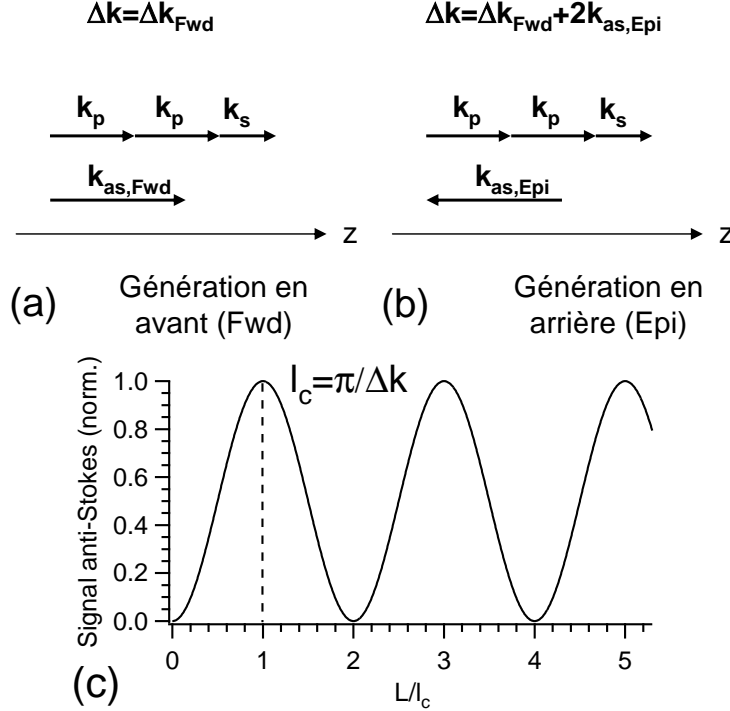 Δk=Δk_Fwd
Δk=Δk_Fwd+2k_as,Epi
k_p k_p k_s
k_as,Fwd
z
k_p k_p k_s
k_as,Epi
z
(a)
Génération en
avant (Fwd)
(b)
Génération en
arrière (Epi)
l_c=π/Δk
Signal anti-Stokes (norm.)
1.0
0.8
0.6
0.4
0.2
0.0
0 1 2 3 4 5
L/l_c
(c)